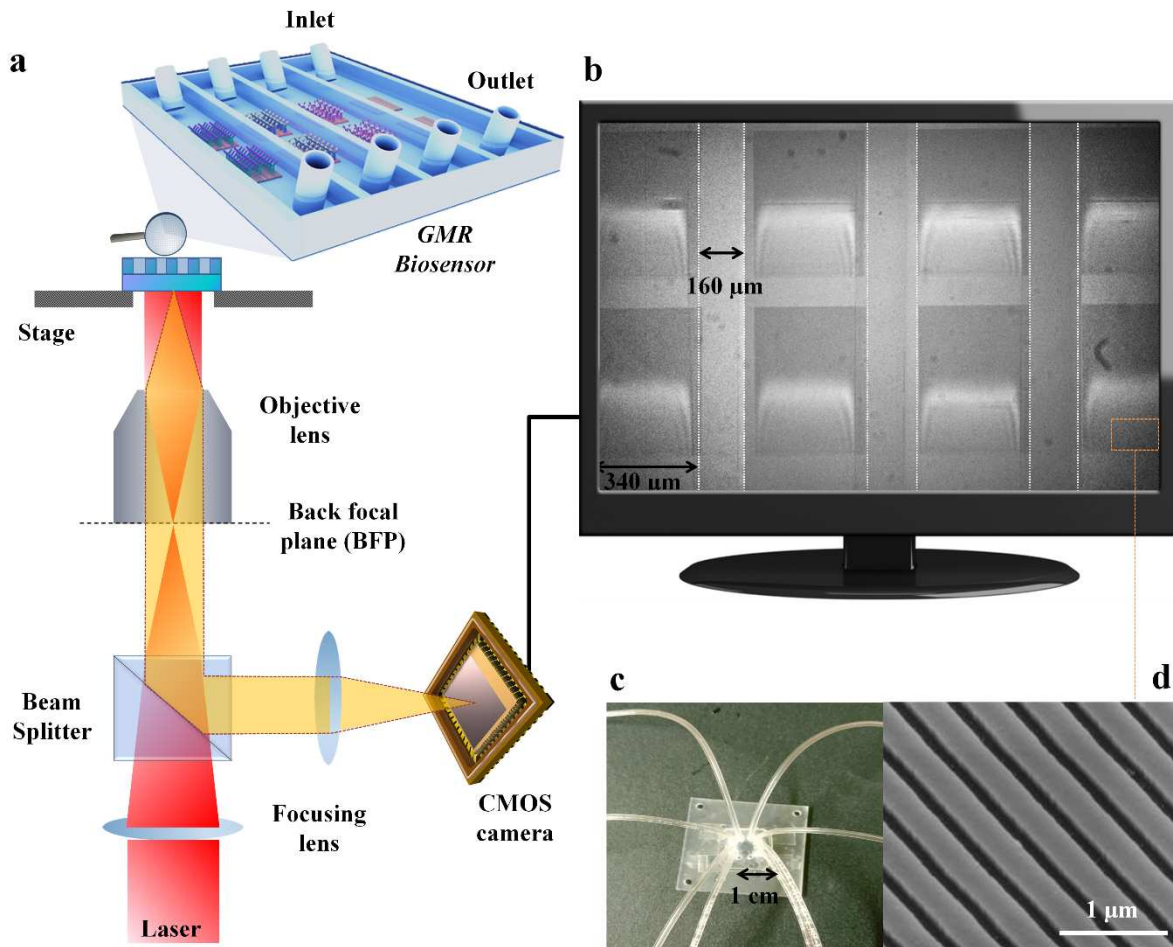 a
Inlet
Outlet
GMR
Biosensor
Stage
Objective
lens
Back focal
plane (BFP)
Beam
Splitter
Focusing
lens
CMOS
camera
Laser
b
160 μm
340 μm
c
1 cm
d
1 μm